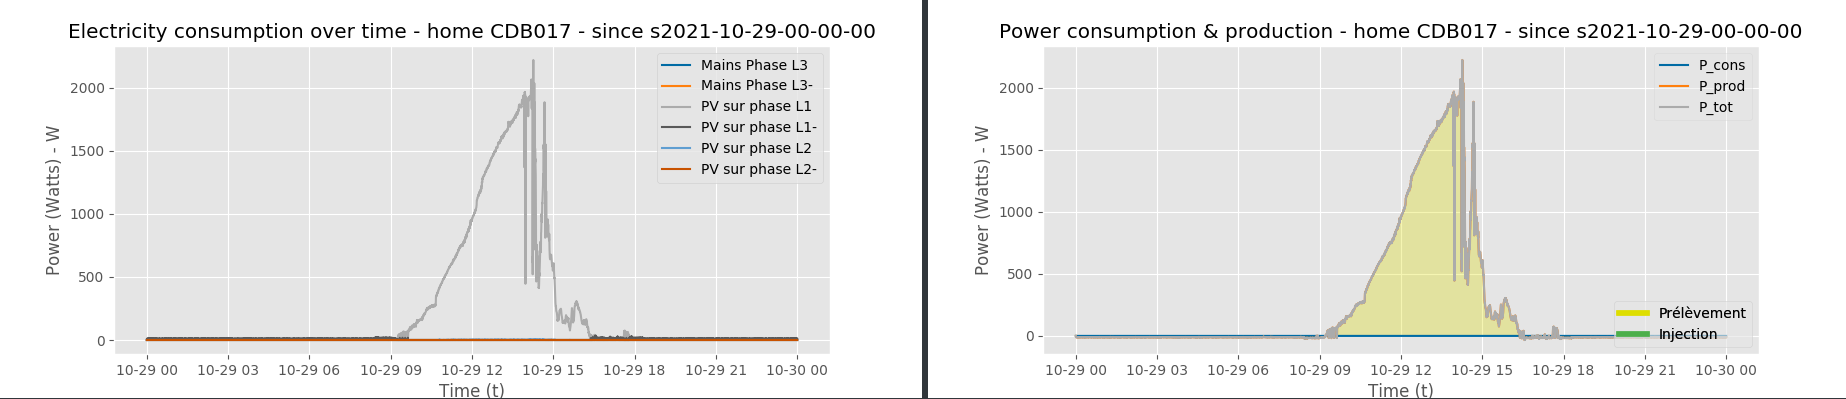 Electricity consumption over time - home CDB017 - since s2021-10-29-00-00-00
Power (Watts) - W
2000
1500
1000
500
0
Mains Phase L3
Mains Phase L3-
PV sur phase L1
PV sur phase L1-
PV sur phase L2
PV sur phase L2-
10-29 00 10-29 03 10-29 06 10-29 09 10-29 12 10-29 15 10-29 18 10-29 21 10-30 00
Time (t)
Power consumption & production - home CDB017 - since s2021-10-29-00-00-00
Power (Watts) - W
2000
1500
1000
500
0
P_cons
P_prod
P_tot
Prélèvement
Injection
10-29 00 10-29 03 10-29 06 10-29 09 10-29 12 10-29 15 10-29 18 10-29 21 10-30 00
Time (t)